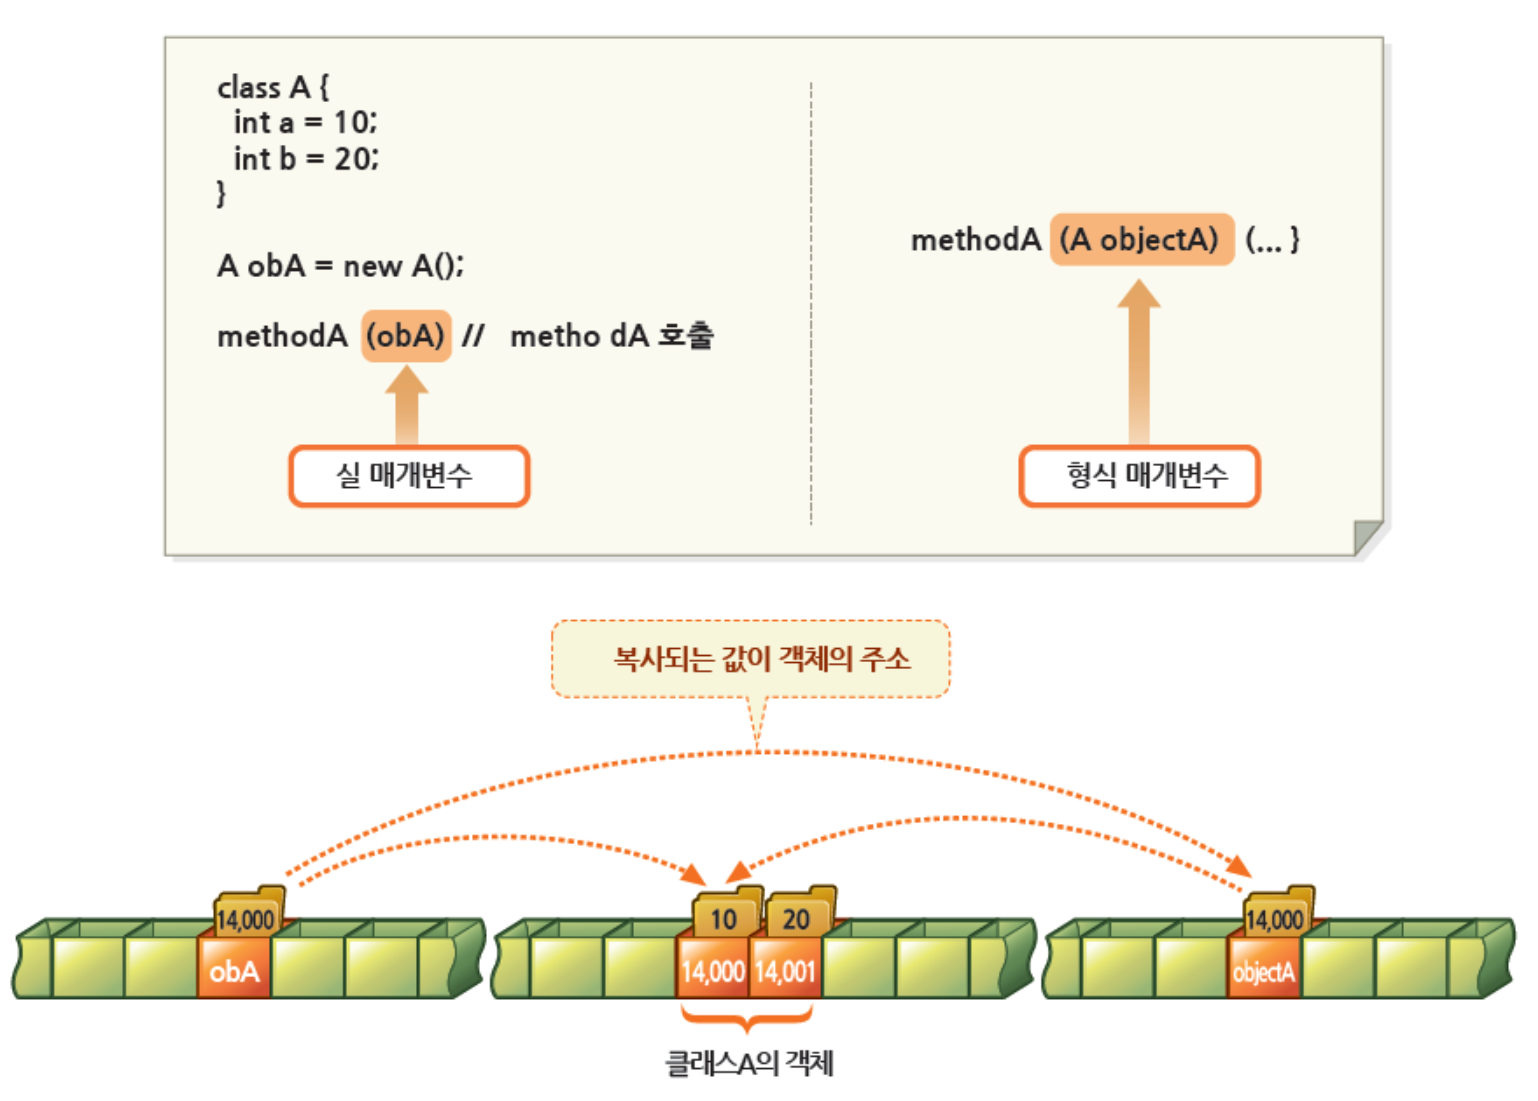 class A {
int a = 10;
int b = 20;
}
A obA = new A();
methodA (obA) // metho dA 호출
실 매개변수
methodA (A objectA) (... }
형식 매개변수
복사되는 값이 객체의 주소
14,000
obA
10 20
14,000 14,001
클래스A의 객체
14,000
objectA